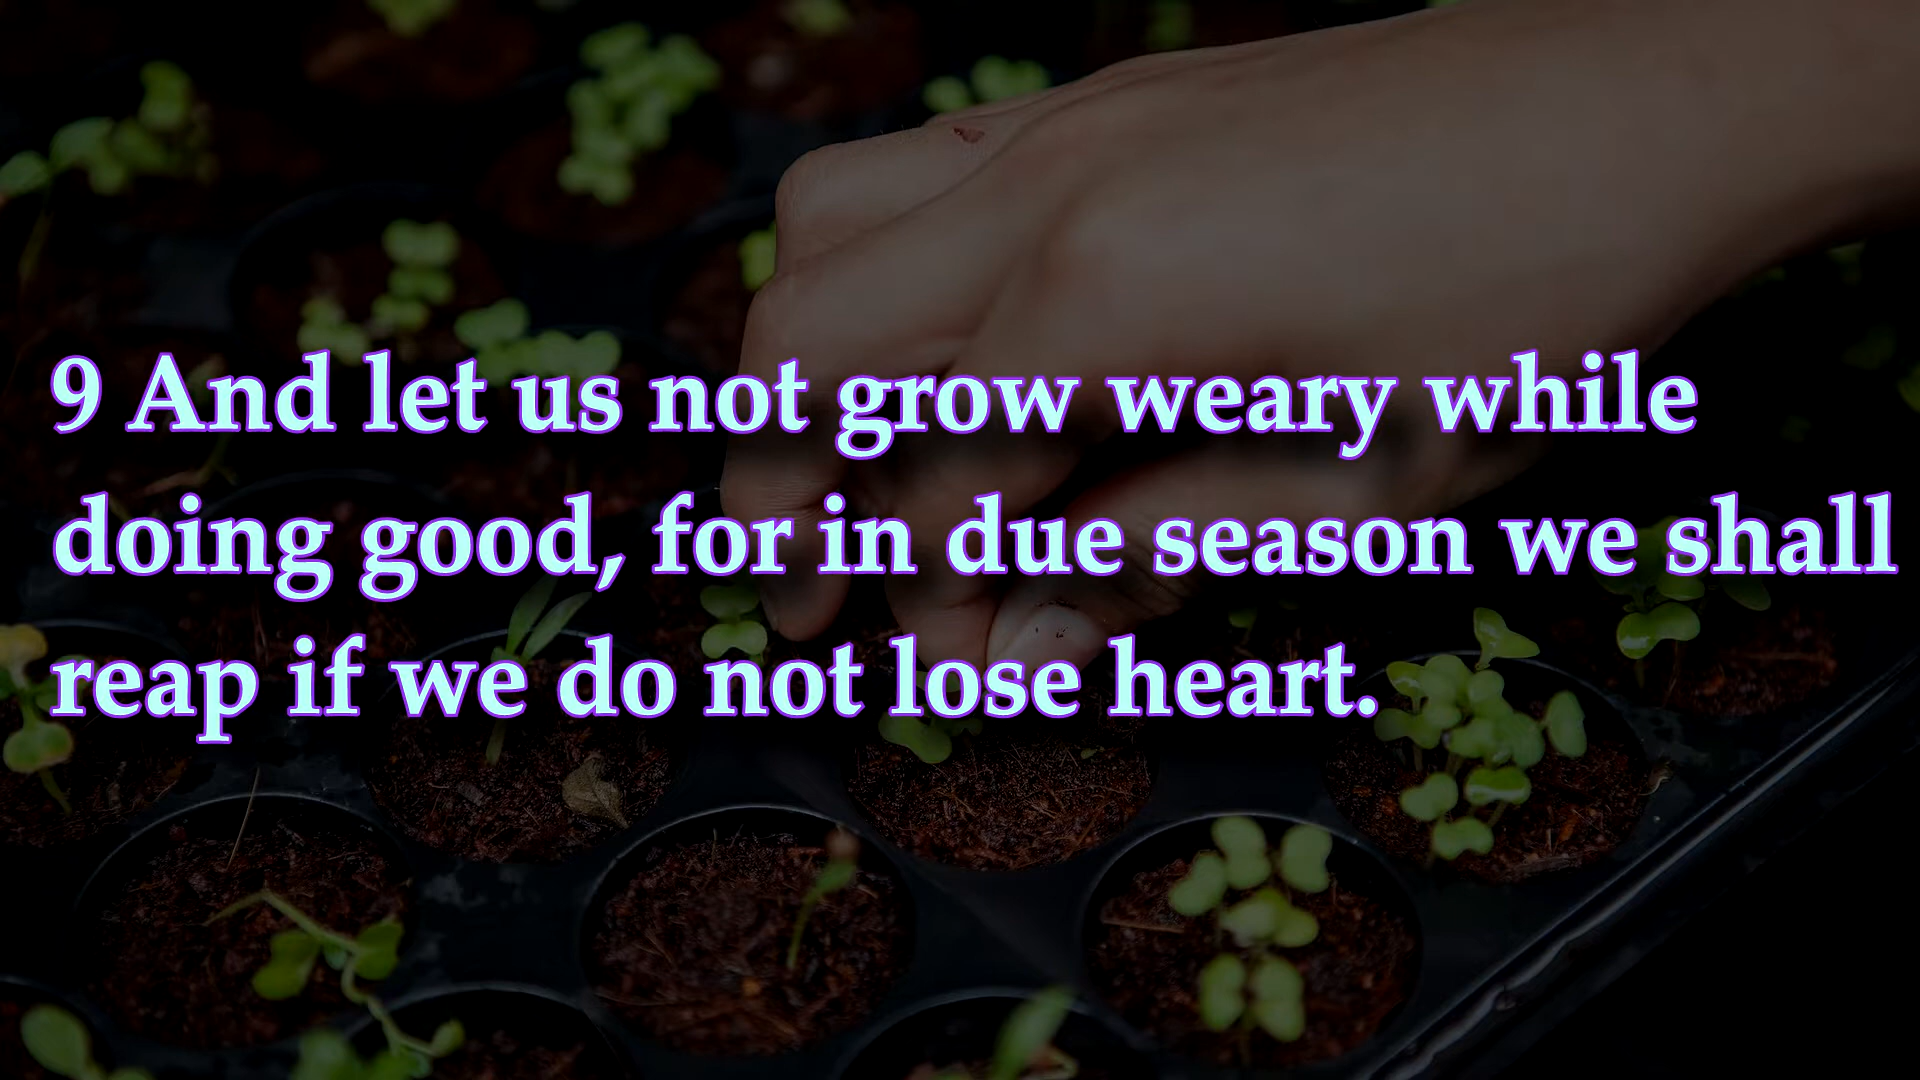 9 And let us not grow weary while
doing good, for in due season we shall
reap if we do not lose heart.